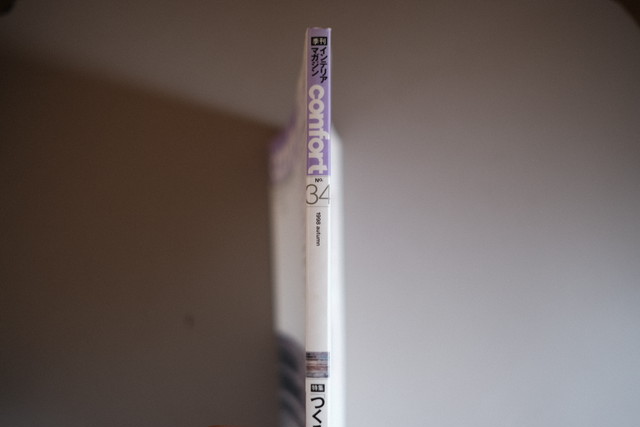 季刊
インテリア
マガジン
confort
No.
34
1998 autumn
特集
つく